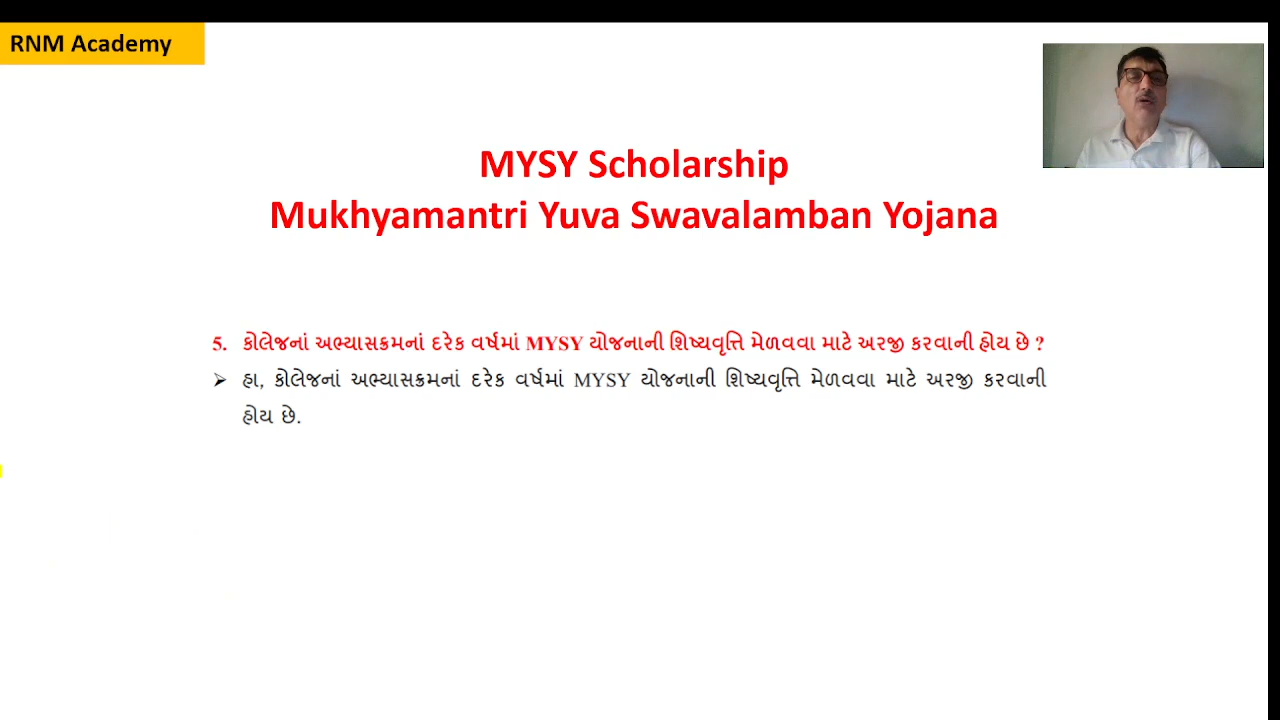 RNM Academy
MYSY Scholarship
Mukhyamantri Yuva Swavalamban Yojana
5. કોલેજનાં અભ્યાસક્રમનાં દરેક વર્ષમાં MYSY યોજનાની શિષ્યવૃત્તિ મેળવવા માટે અરજી કરવાની હોય છે ?
➢ હા, કોલેજનાં અભ્યાસક્રમનાં દરેક વર્ષમાં MYSY યોજનાની શિષ્યવૃત્તિ મેળવવા માટે અરજી કરવાની
હોય છે.